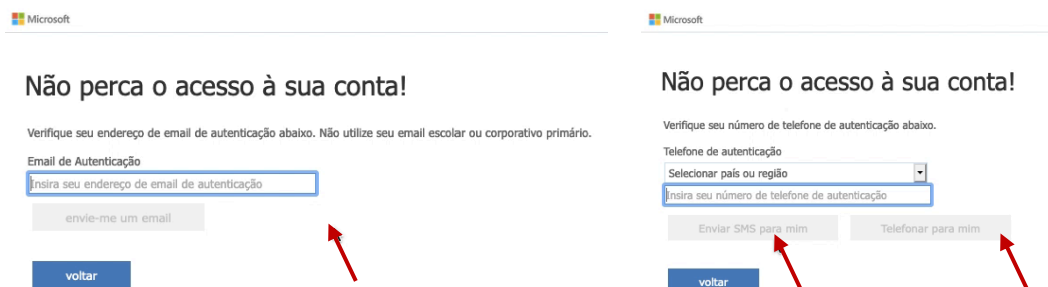 Microsoft
Não perca o acesso à sua conta!
Verifique seu endereço de email de autenticação abaixo. Não utilize seu email escolar ou corporativo primário.
Email de Autenticação
Insira seu endereço de email de autenticação
envie-me um email
voltar
Microsoft
Não perca o acesso à sua conta!
Verifique seu número de telefone de autenticação abaixo.
Telefone de autenticação
Selecionar país ou região
Insira seu número de telefone de autenticação
Enviar SMS para mim
Telefonar para mim
voltar